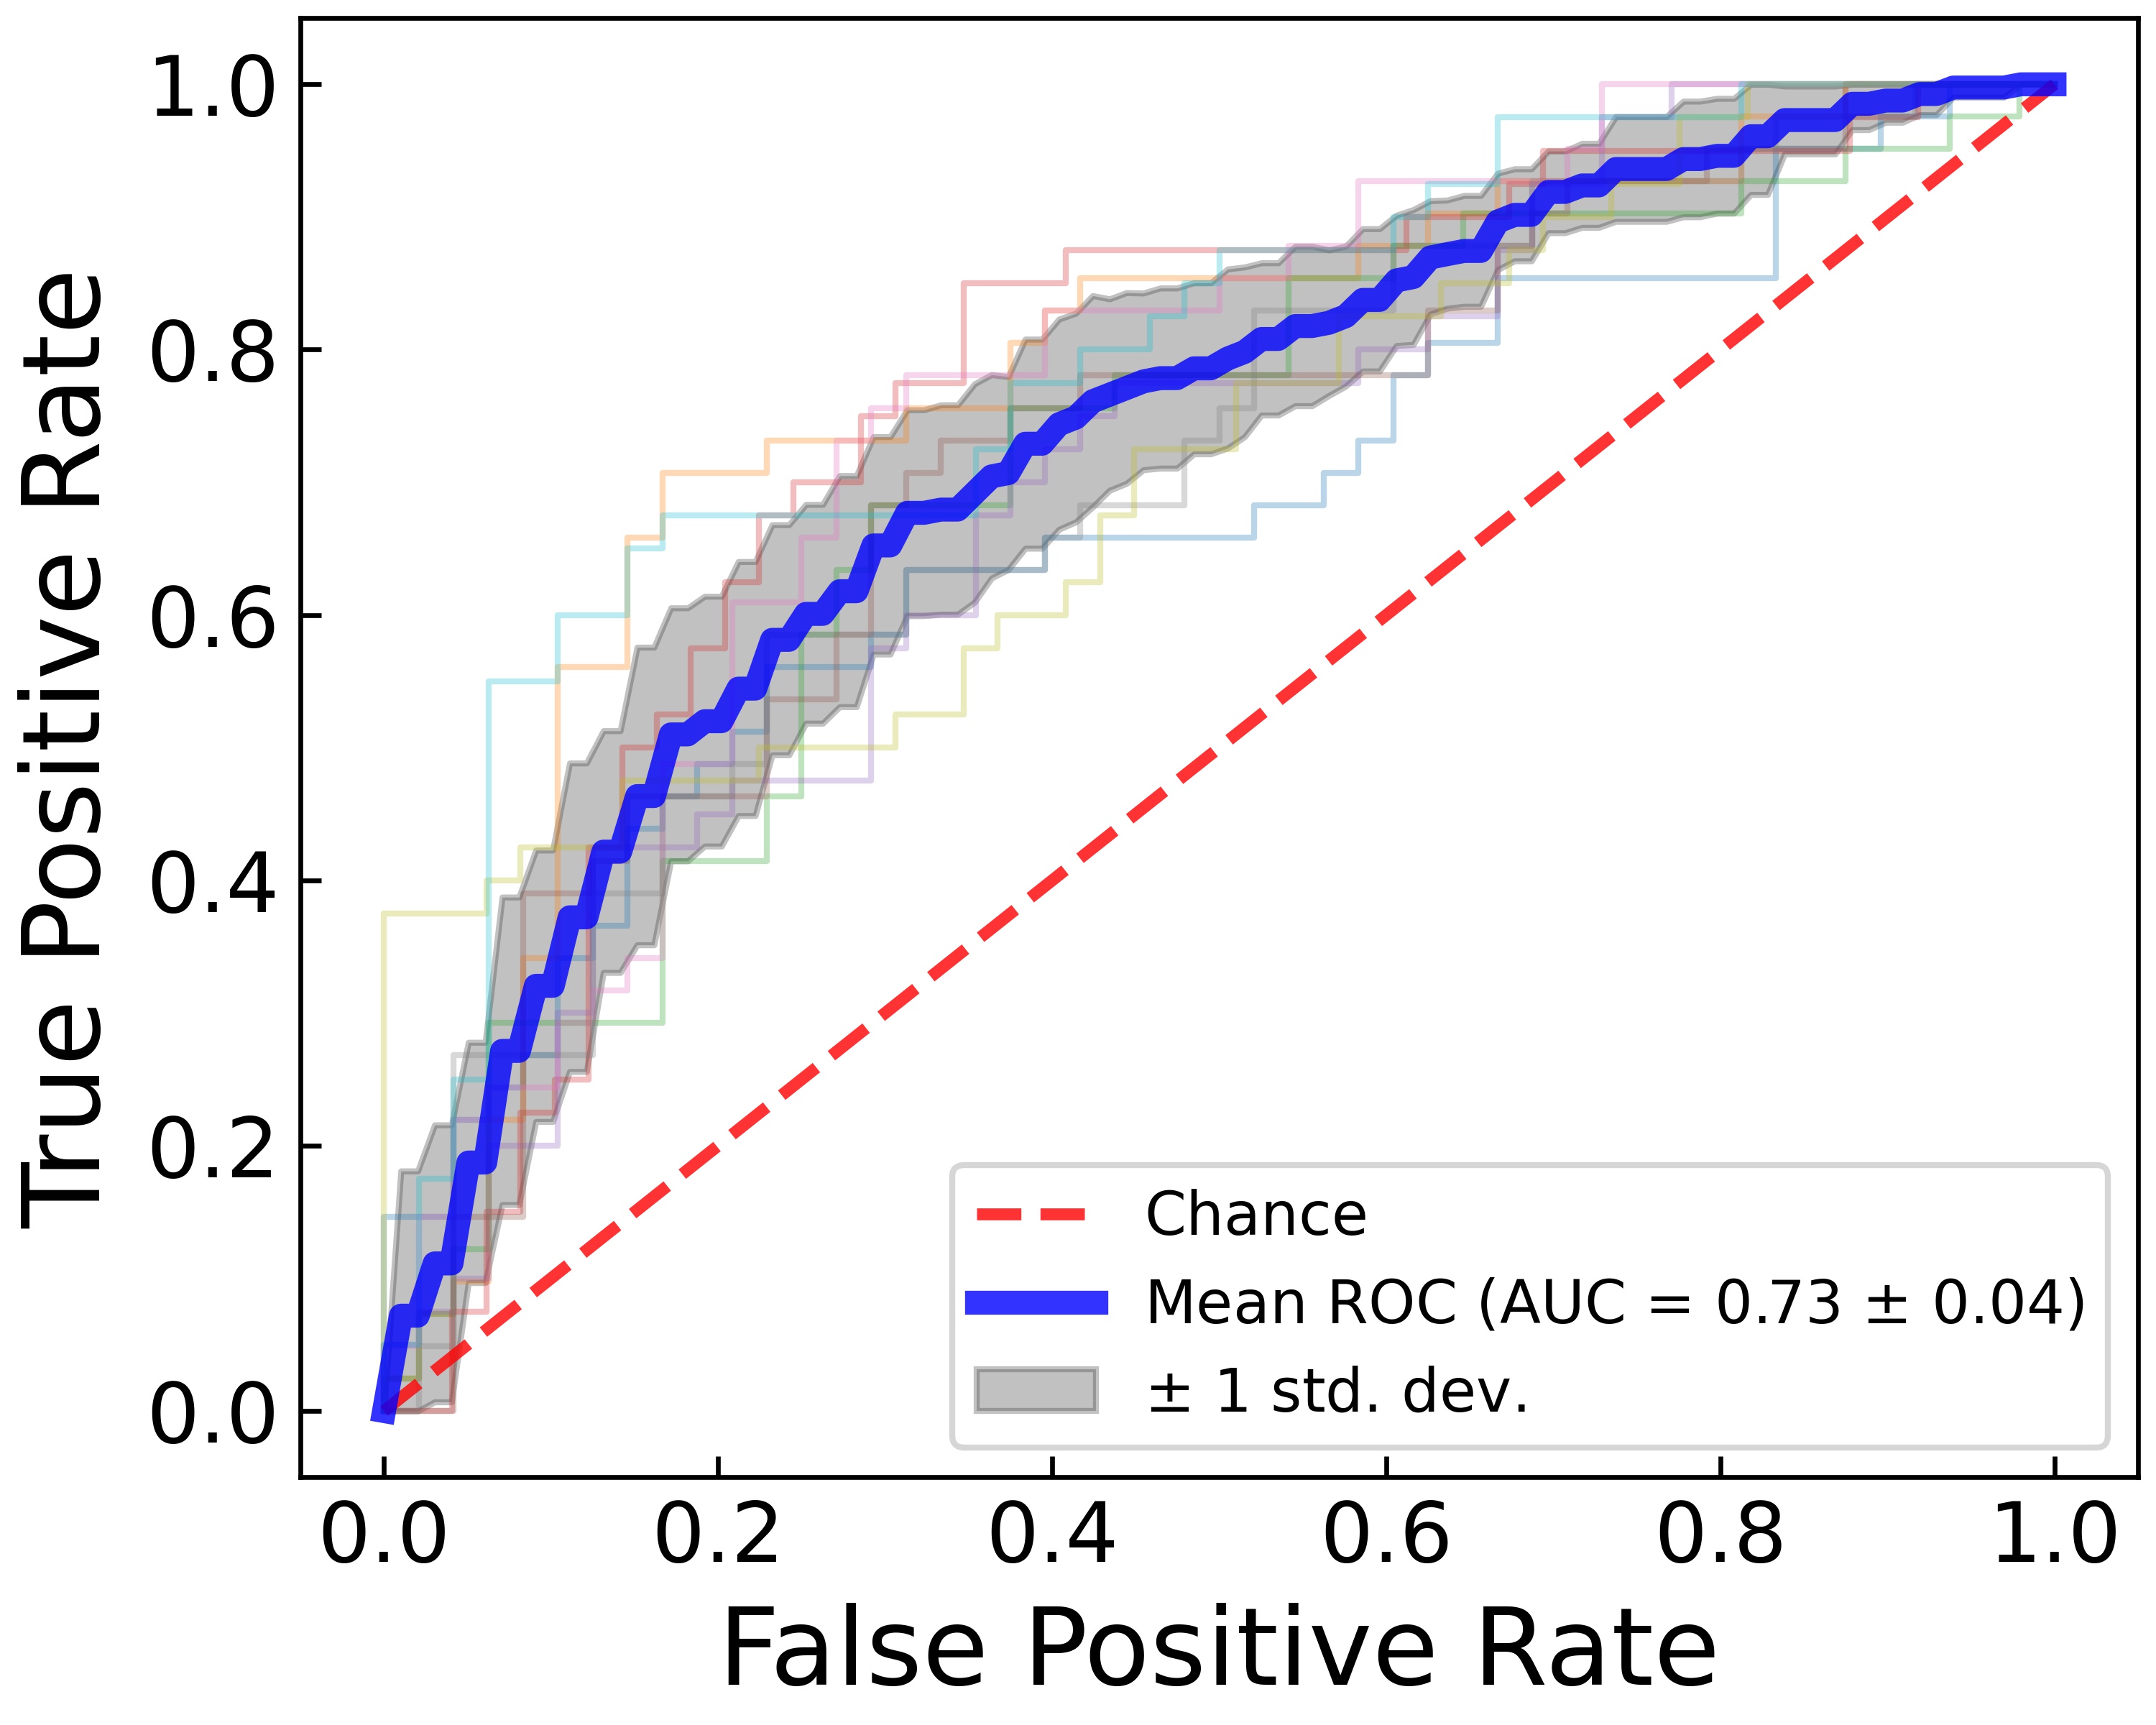 True Positive Rate
1.0
0.8
0.6
0.4
0.2
0.0
Chance
Mean ROC (AUC = 0.73 ± 0.04)
± 1 std. dev.
0.0 0.2 0.4 0.6 0.8 1.0
False Positive Rate